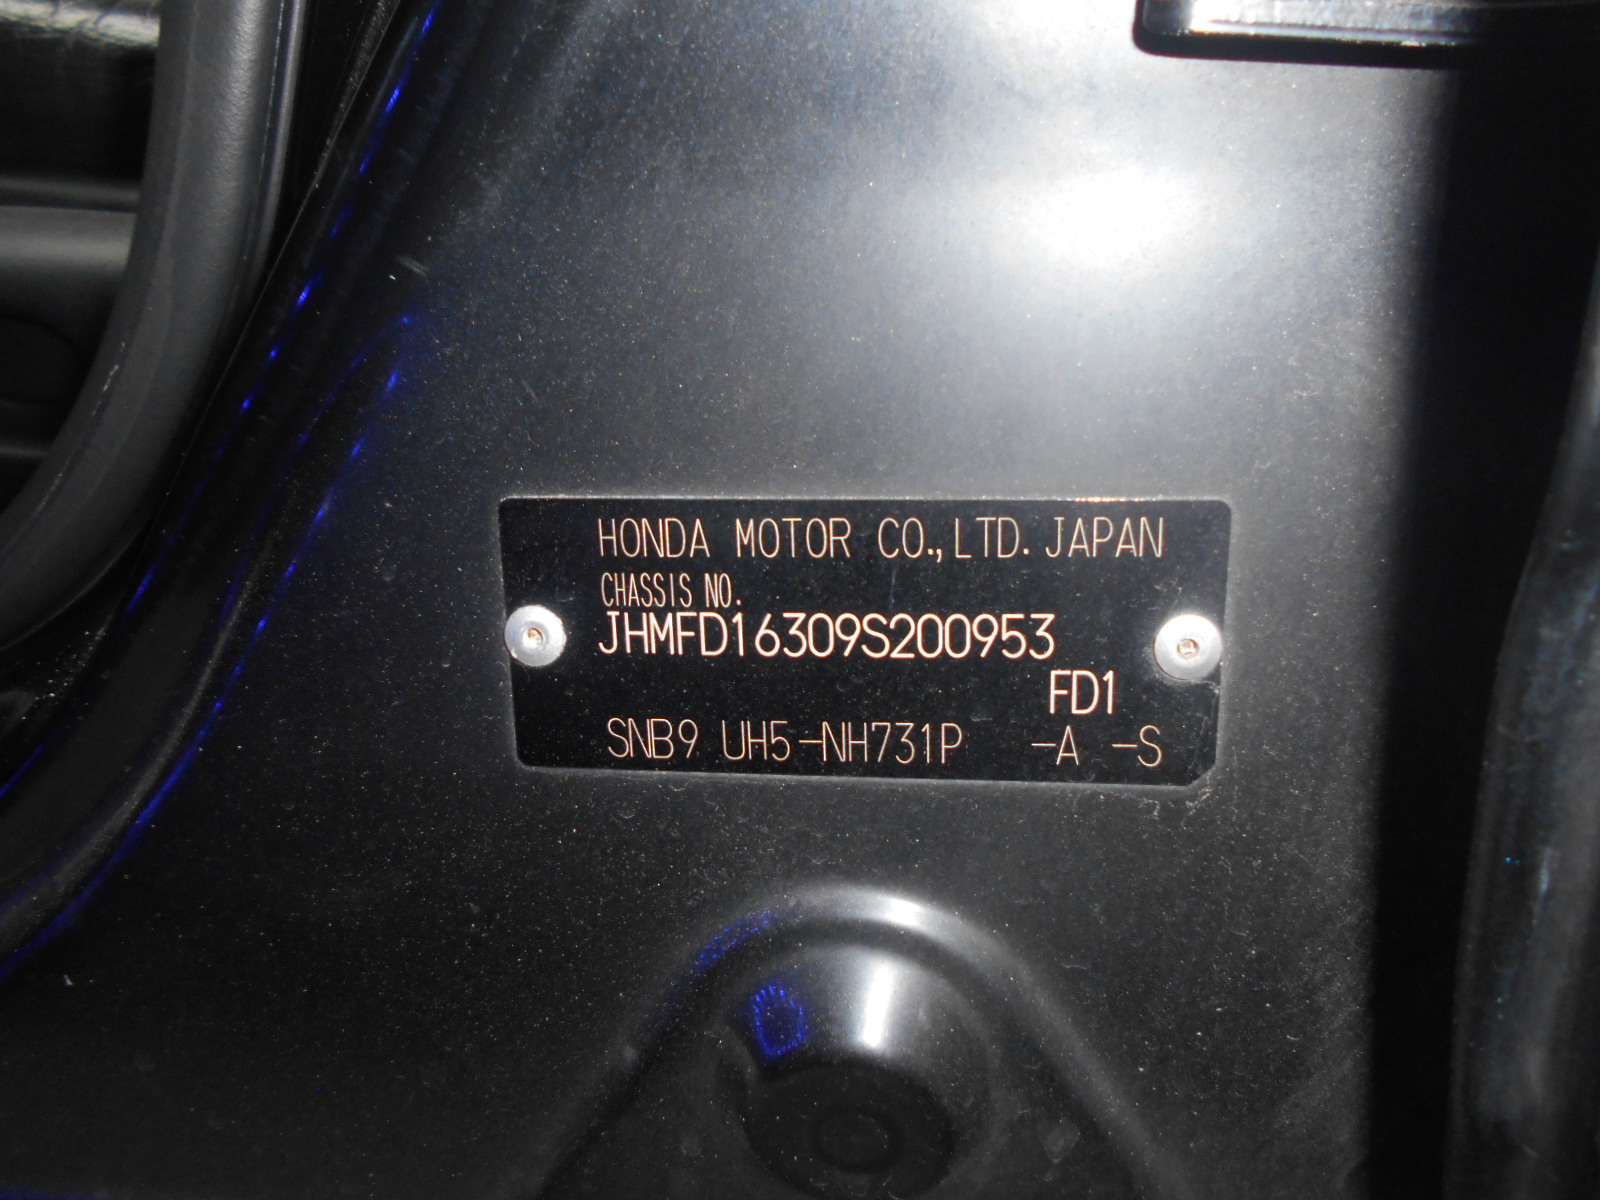 HONDA MOTOR CO.,LTD. JAPAN
CHASSIS NO.
JHMFD16309S200953
FD1
SNB9 UH5-NH731P -A -S